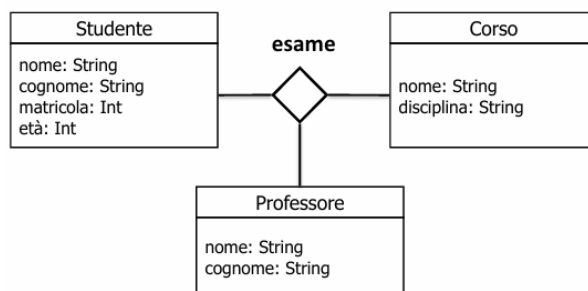 Studente
nome: String
cognome: String
matricola: Int
età: Int
esame
Corso
nome: String
disciplina: String
Professore
nome: String
cognome: String